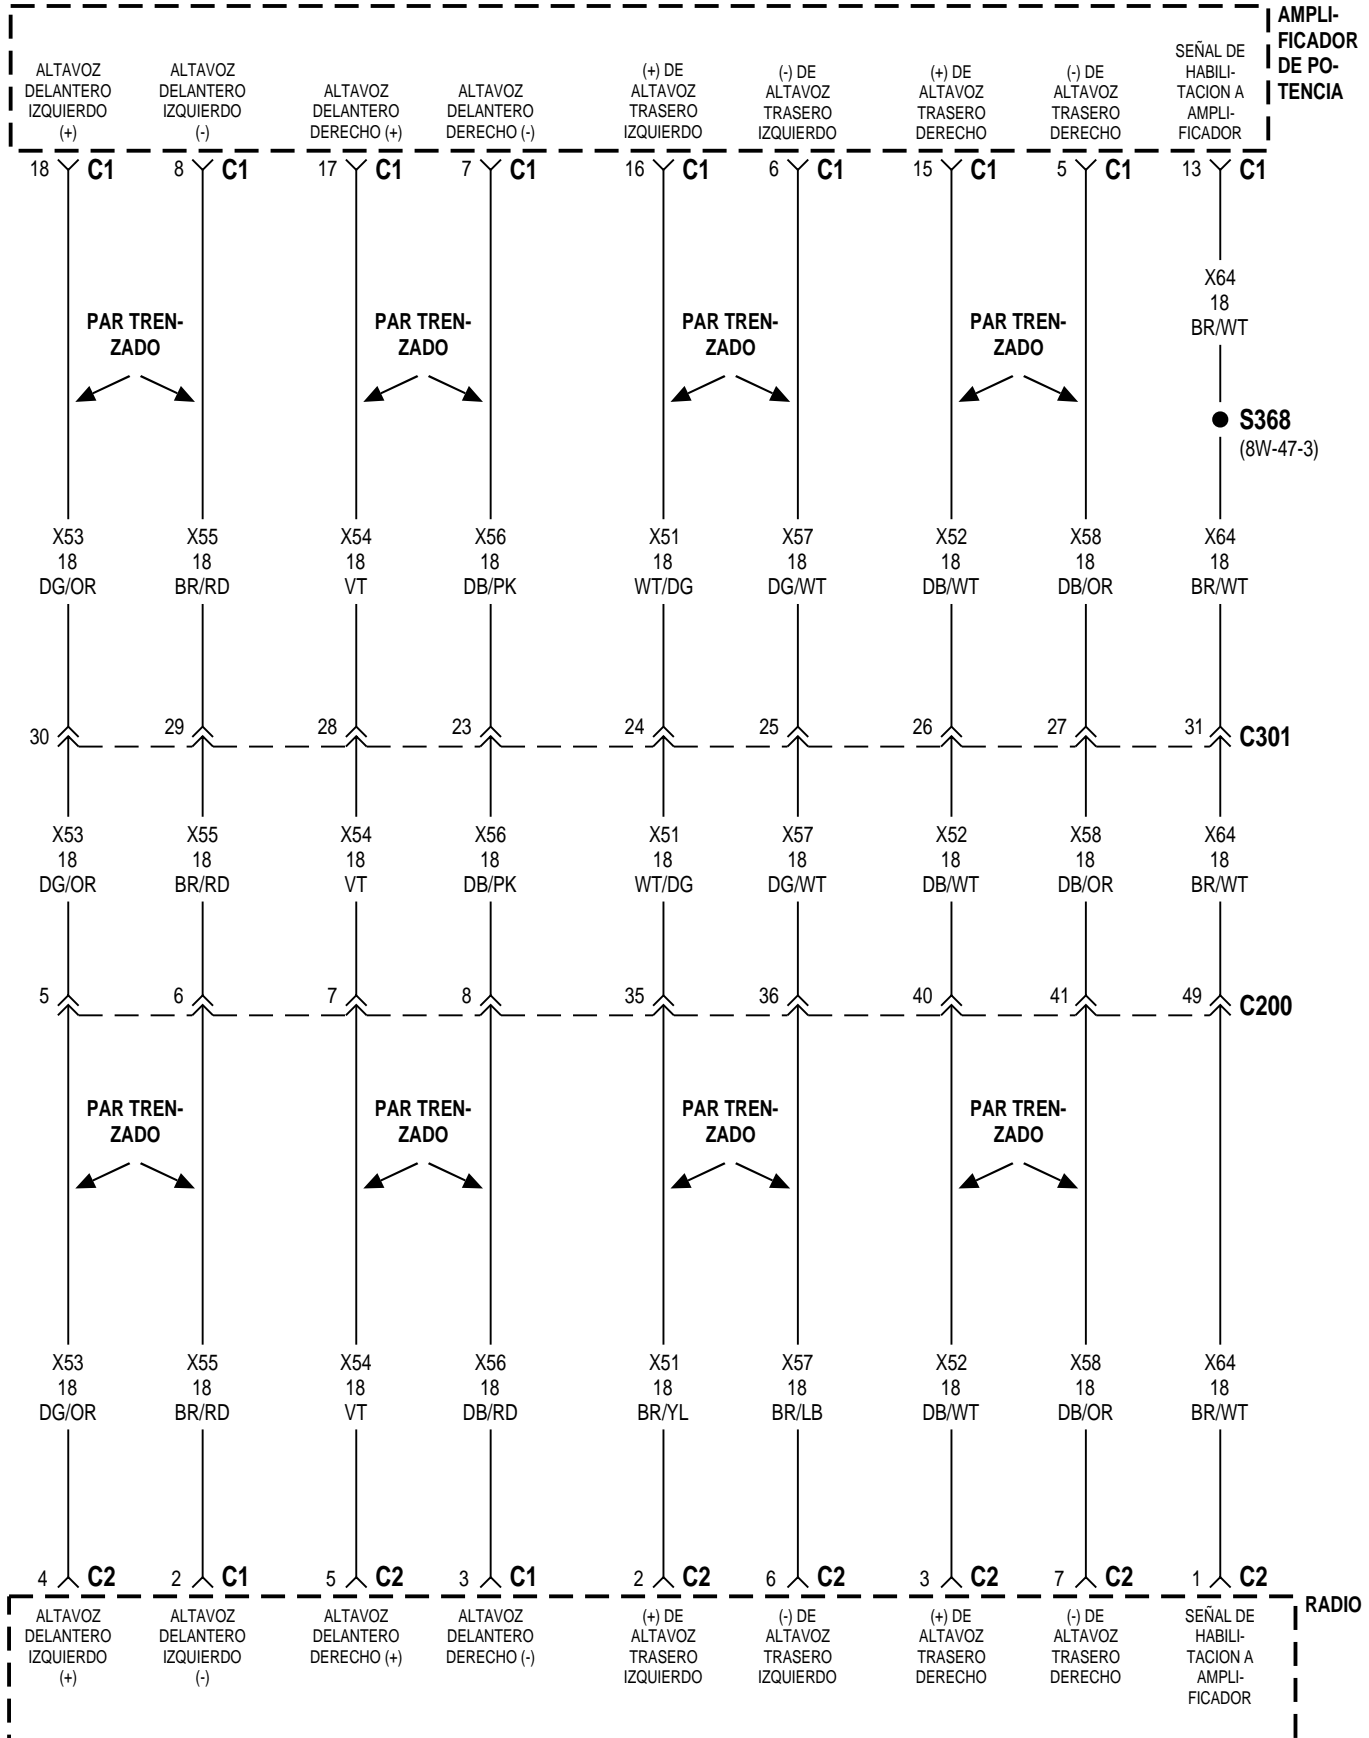 AMPLI-
FICADOR
DE PO-
TENCIA
ALTAVOZ
DELANTERO
IZQUIERDO
(+)
ALTAVOZ
DELANTERO
IZQUIERDO
(-)
ALTAVOZ
DELANTERO
DERECHO (+)
ALTAVOZ
DELANTERO
DERECHO (-)
(+) DE
ALTAVOZ
TRASERO
IZQUIERDO
(-) DE
ALTAVOZ
TRASERO
IZQUIERDO
(+) DE
ALTAVOZ
TRASERO
DERECHO
(-) DE
ALTAVOZ
TRASERO
DERECHO
SEÑAL DE
HABILI-
TACION A
AMPLI-
FICADOR
18 C1 8 C1 17 C1 7 C1 16 C1 6 C1 15 C1 5 C1 13 C1
X64
18
BR/WT
PAR TREN-
ZADO
PAR TREN-
ZADO
PAR TREN-
ZADO
PAR TREN-
ZADO
S368
(8W-47-3)
X53 X55 X54 X56 X51 X57 X52 X58 X64
18 18 18 18 18 18 18 18 18
DG/OR BR/RD VT DB/PK WT/DG DG/WT DB/WT DB/OR BR/WT
30 29 28 23 24 25 26 27 31 C301
X53 X55 X54 X56 X51 X57 X52 X58 X64
18 18 18 18 18 18 18 18 18
DG/OR BR/RD VT DB/PK WT/DG DG/WT DB/WT DB/OR BR/WT
5 6 7 8 35 36 40 41 49 C200
PAR TREN-
ZADO
PAR TREN-
ZADO
PAR TREN-
ZADO
PAR TREN-
ZADO
X53 X55 X54 X56 X51 X57 X52 X58 X64
18 18 18 18 18 18 18 18 18
DG/OR BR/RD VT DB/RD BR/YL BR/LB DB/WT DB/OR BR/WT
4 C2 2 C1 5 C2 3 C1 2 C2 6 C2 3 C2 7 C2 1 C2
RADIO
ALTAVOZ
DELANTERO
IZQUIERDO
(+)
ALTAVOZ
DELANTERO
IZQUIERDO
(-)
ALTAVOZ
DELANTERO
DERECHO (+)
ALTAVOZ
DELANTERO
DERECHO (-)
(+) DE
ALTAVOZ
TRASERO
IZQUIERDO
(-) DE
ALTAVOZ
TRASERO
IZQUIERDO
(+) DE
ALTAVOZ
TRASERO
DERECHO
(-) DE
ALTAVOZ
TRASERO
DERECHO
SEÑAL DE
HABILI-
TACION A
AMPLI-
FICADOR